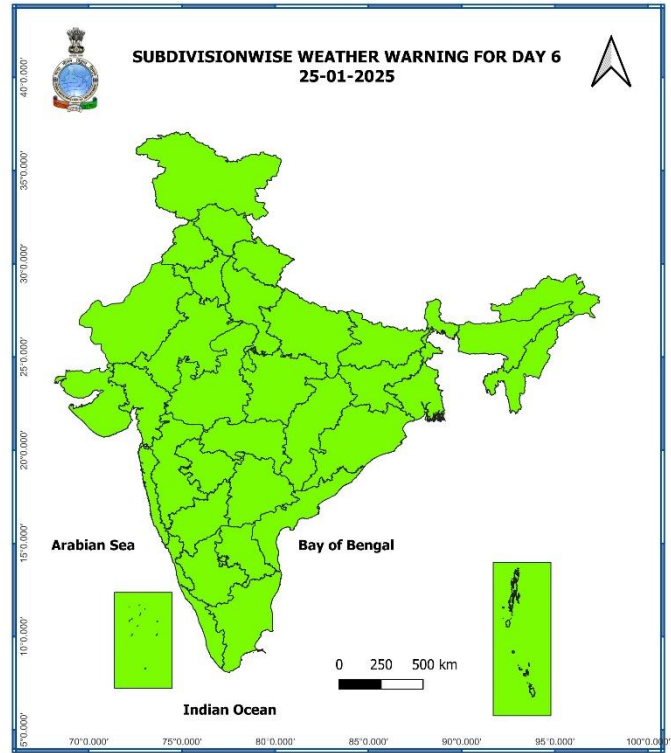 SUBDIVISIONWISE WEATHER WARNING FOR DAY 6
25-01-2025
40°0.000'
35°0.000'
30°0.000'
25°0.000'
20°0.000'
15°0.000'
10°0.000'
5°0.000'
Arabian Sea
Bay of Bengal
0 250 500 km
Indian Ocean
70°0.000' 75°0.000' 80°0.000' 85°0.000' 90°0.000' 95°0.000' 100°0.000'